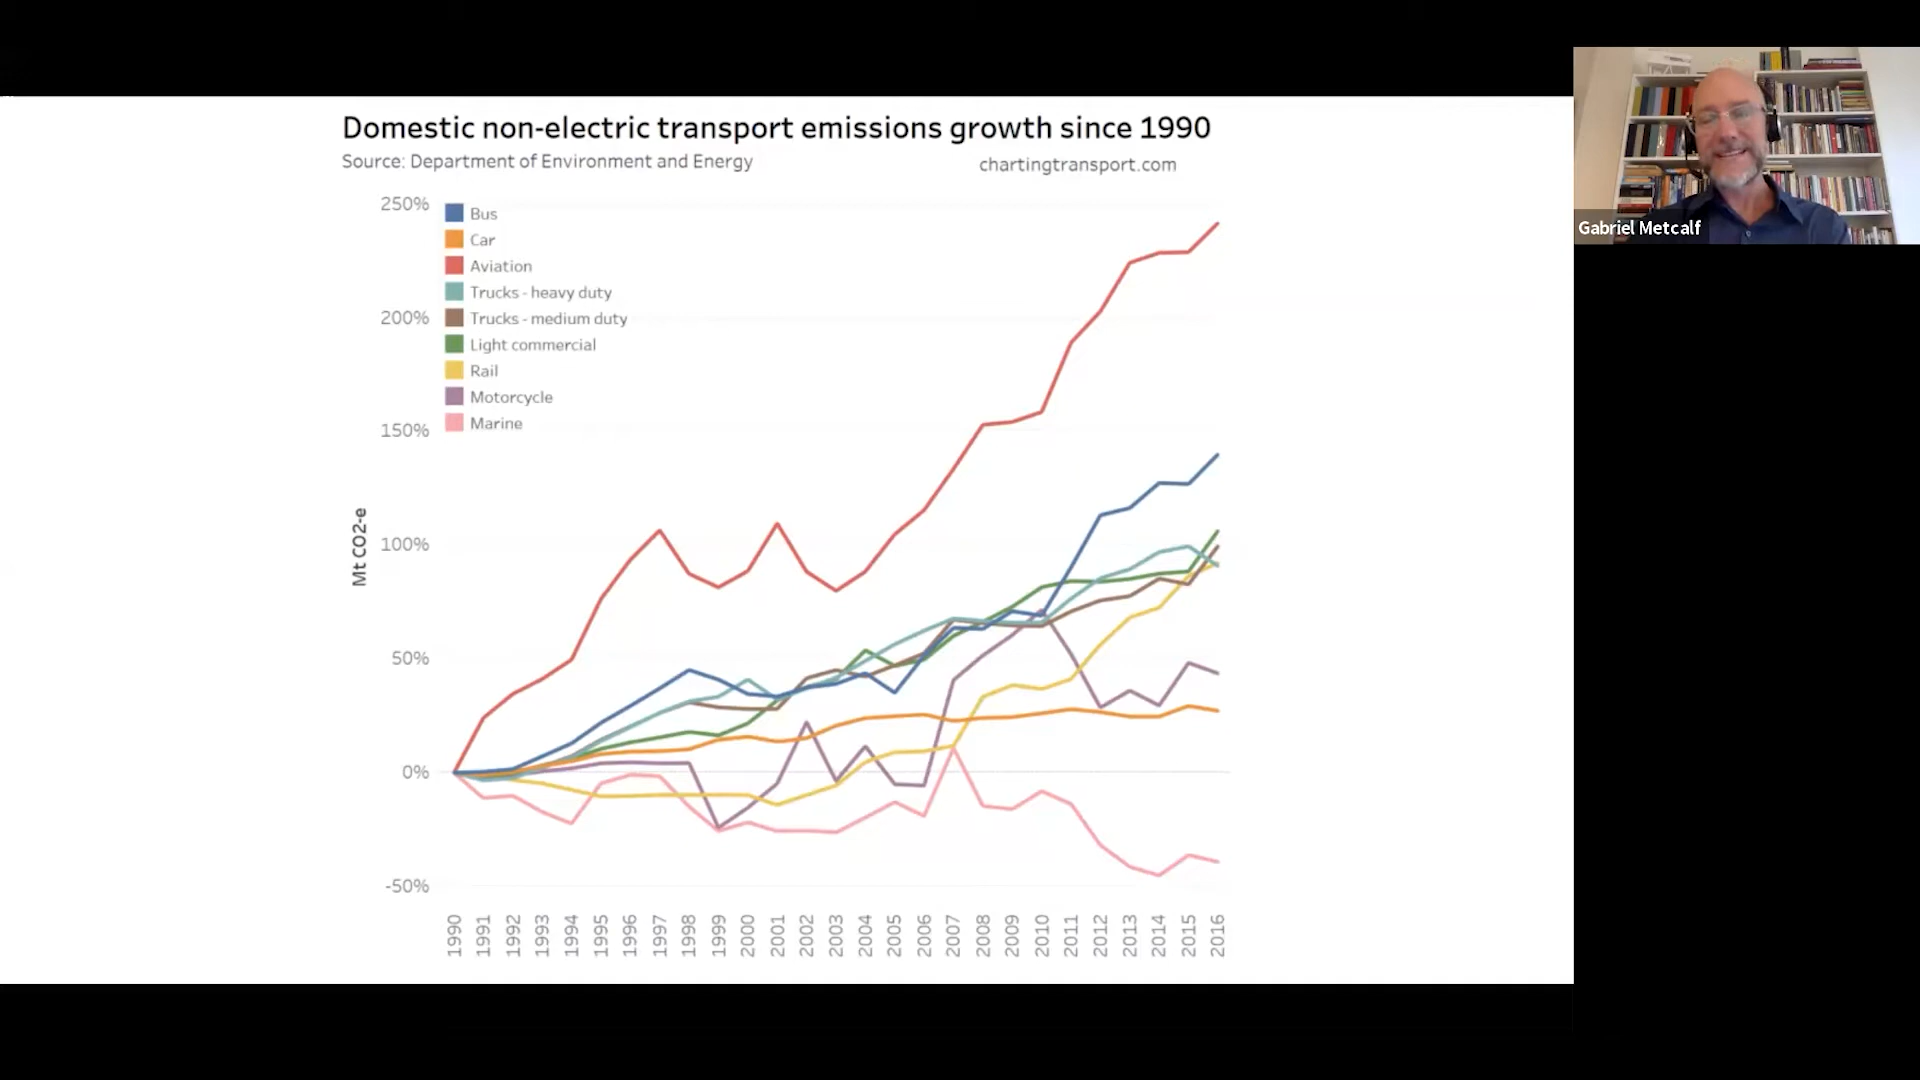 Domestic non-electric transport emissions growth since 1990
Source: Department of Environment and Energy
chartingtransport.com
250%
200%
150%
100%
50%
0%
-50%
Mt CO2-e
Bus
Car
Aviation
Trucks - heavy duty
Trucks - medium duty
Light commercial
Rail
Motorcycle
Marine
1990
1991
1992
1993
1994
1995
1996
1997
1998
1999
2000
2001
2002
2003
2004
2005
2006
2007
2008
2009
2010
2011
2012
2013
2014
2015
2016
Gabriel Metcalf